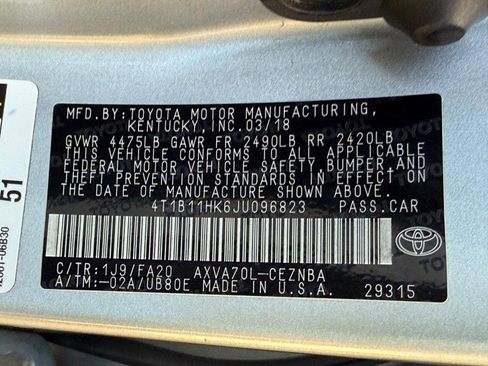 MFD.BY:TOYOTA MOTOR MANUFACTURING,
KENTUCKY,INC.03/18
GVWR 4475LB GAWR FR 2490LB RR 2420LB
THIS VEHICLE CONFORMS TO ALL APPLICABLE
FEDERAL MOTOR VEHICLE SAFETY,BUMPER,AND
THEFT PREVENTION STANDARDS IN EFFECT ON
THE DATE OF MANUFACTURE SHOWN ABOVE.
4T1B11HK6JU096823 PASS.CAR
C/TR:1J9/FA20 AXVA70L-CEZNBA
A/TM:-02A/UB80E MADE IN U.S.A. 29315
TOYOTA
51